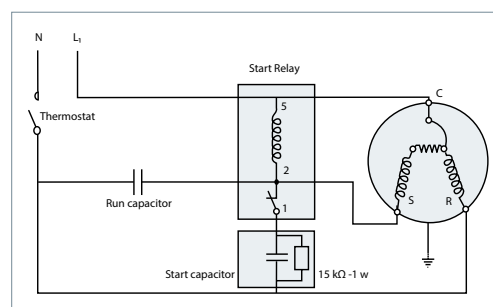 N
L₁
Start Relay
C
5
Thermostat
2
Run capacitor
1
S
R
Start capacitor
15 kΩ -1 w